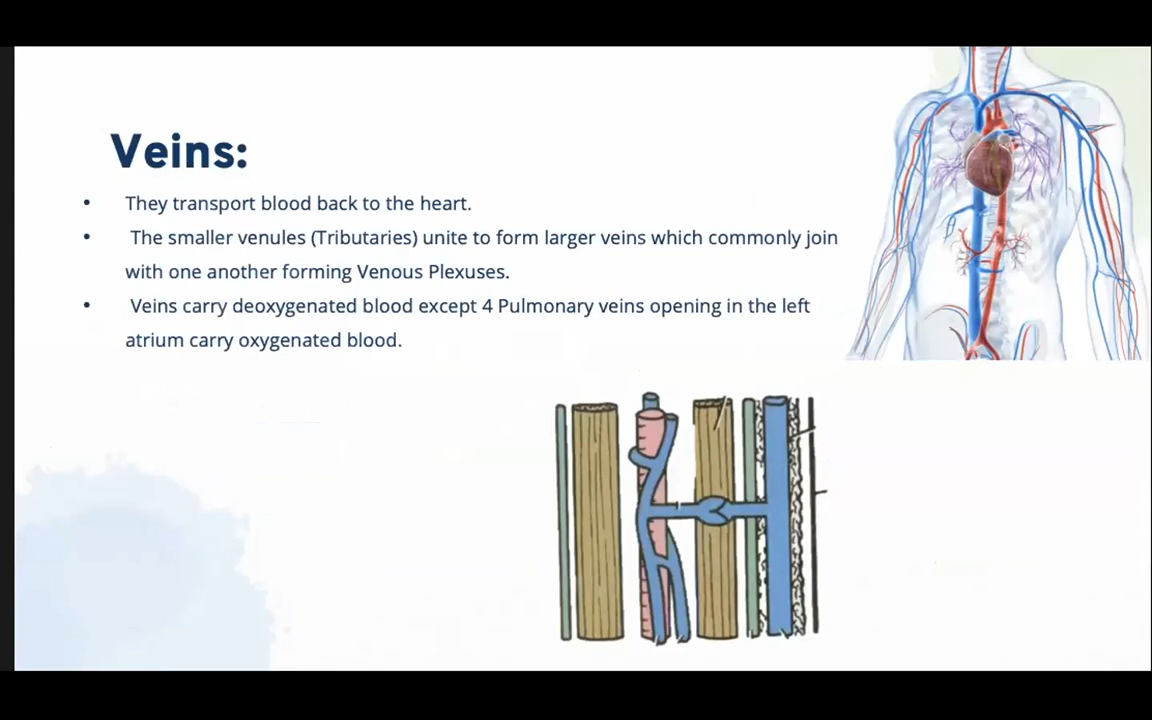 Veins:
• They transport blood back to the heart.
• The smaller venules (Tributaries) unite to form larger veins which commonly join
with one another forming Venous Plexuses.
• Veins carry deoxygenated blood except 4 Pulmonary veins opening in the left
atrium carry oxygenated blood.